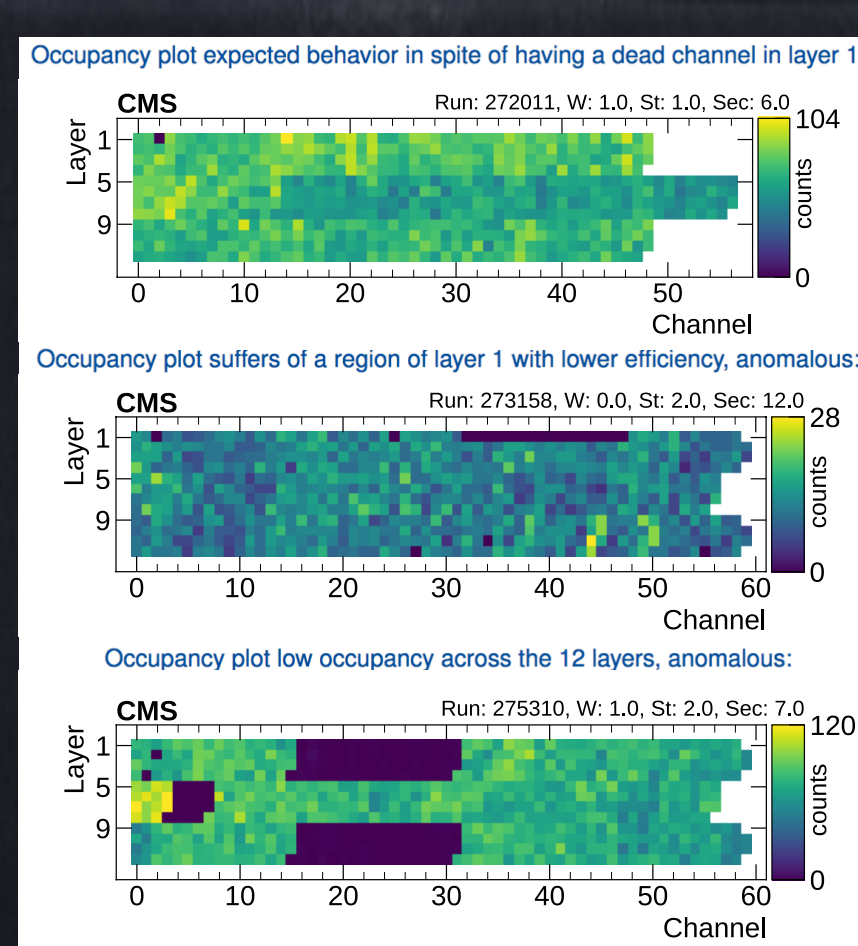 Occupancy plot expected behavior in spite of having a dead channel in layer 1
CMS
Run: 272011, W: 1.0, St: 1.0, Sec: 6.0
Layer
1
5
9
0 10 20 30 40 50
Channel
104
counts
0
Occupancy plot suffers of a region of layer 1 with lower efficiency, anomalous:
CMS
Run: 273158, W: 0.0, St: 2.0, Sec: 12.0
Layer
1
5
9
0 10 20 30 40 50 60
Channel
28
counts
0
Occupancy plot low occupancy across the 12 layers, anomalous:
CMS
Run: 275310, W: 1.0, St: 2.0, Sec: 7.0
Layer
1
5
9
0 10 20 30 40 50 60
Channel
120
counts
0